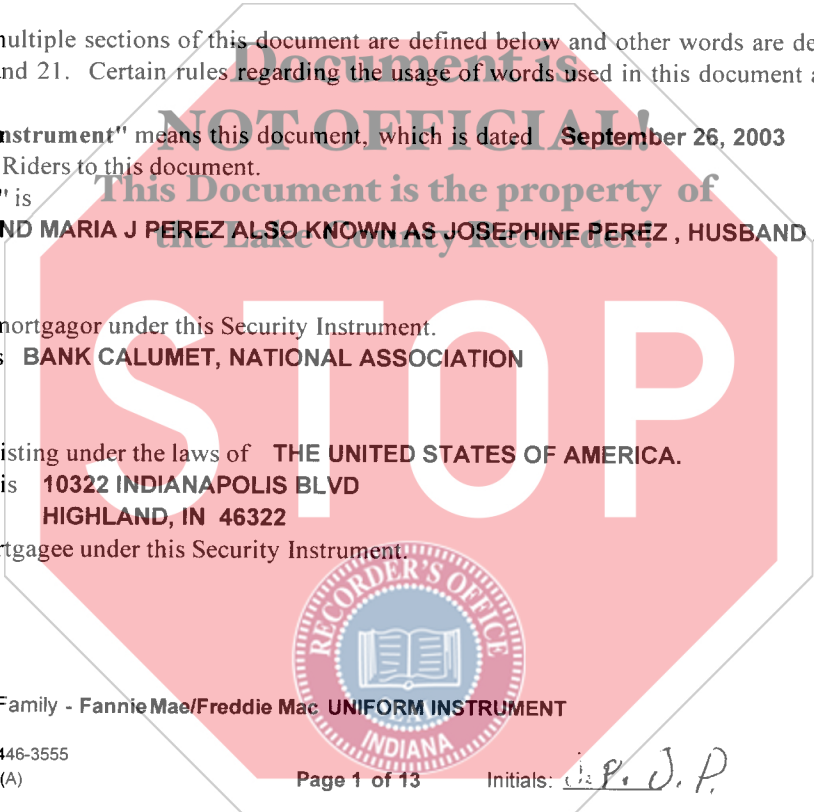 multiple sections of this document are defined below and other words are de
nd 21. Certain rules regarding the usage of words used in this document a
Document is
NOT OFFICIAL!
nstrument" means this document, which is dated September 26, 2003
Riders to this document.
This Document is the property of
" is
the Lake County Recorder!
ND MARIA J PEREZ ALSO KNOWN AS JOSEPHINE PEREZ , HUSBAND
mortgagor under this Security Instrument.
s BANK CALUMET, NATIONAL ASSOCIATION
STOP
isting under the laws of THE UNITED STATES OF AMERICA.
is 10322 INDIANAPOLIS BLVD
HIGHLAND, IN 46322
rtgagee under this Security Instrument.
RECORDER'S OFFICE
SEAL
INDIANA
Family - Fannie Mae/Freddie Mac UNIFORM INSTRUMENT
446-3555
(A)
Page 1 of 13 Initials: J. P.